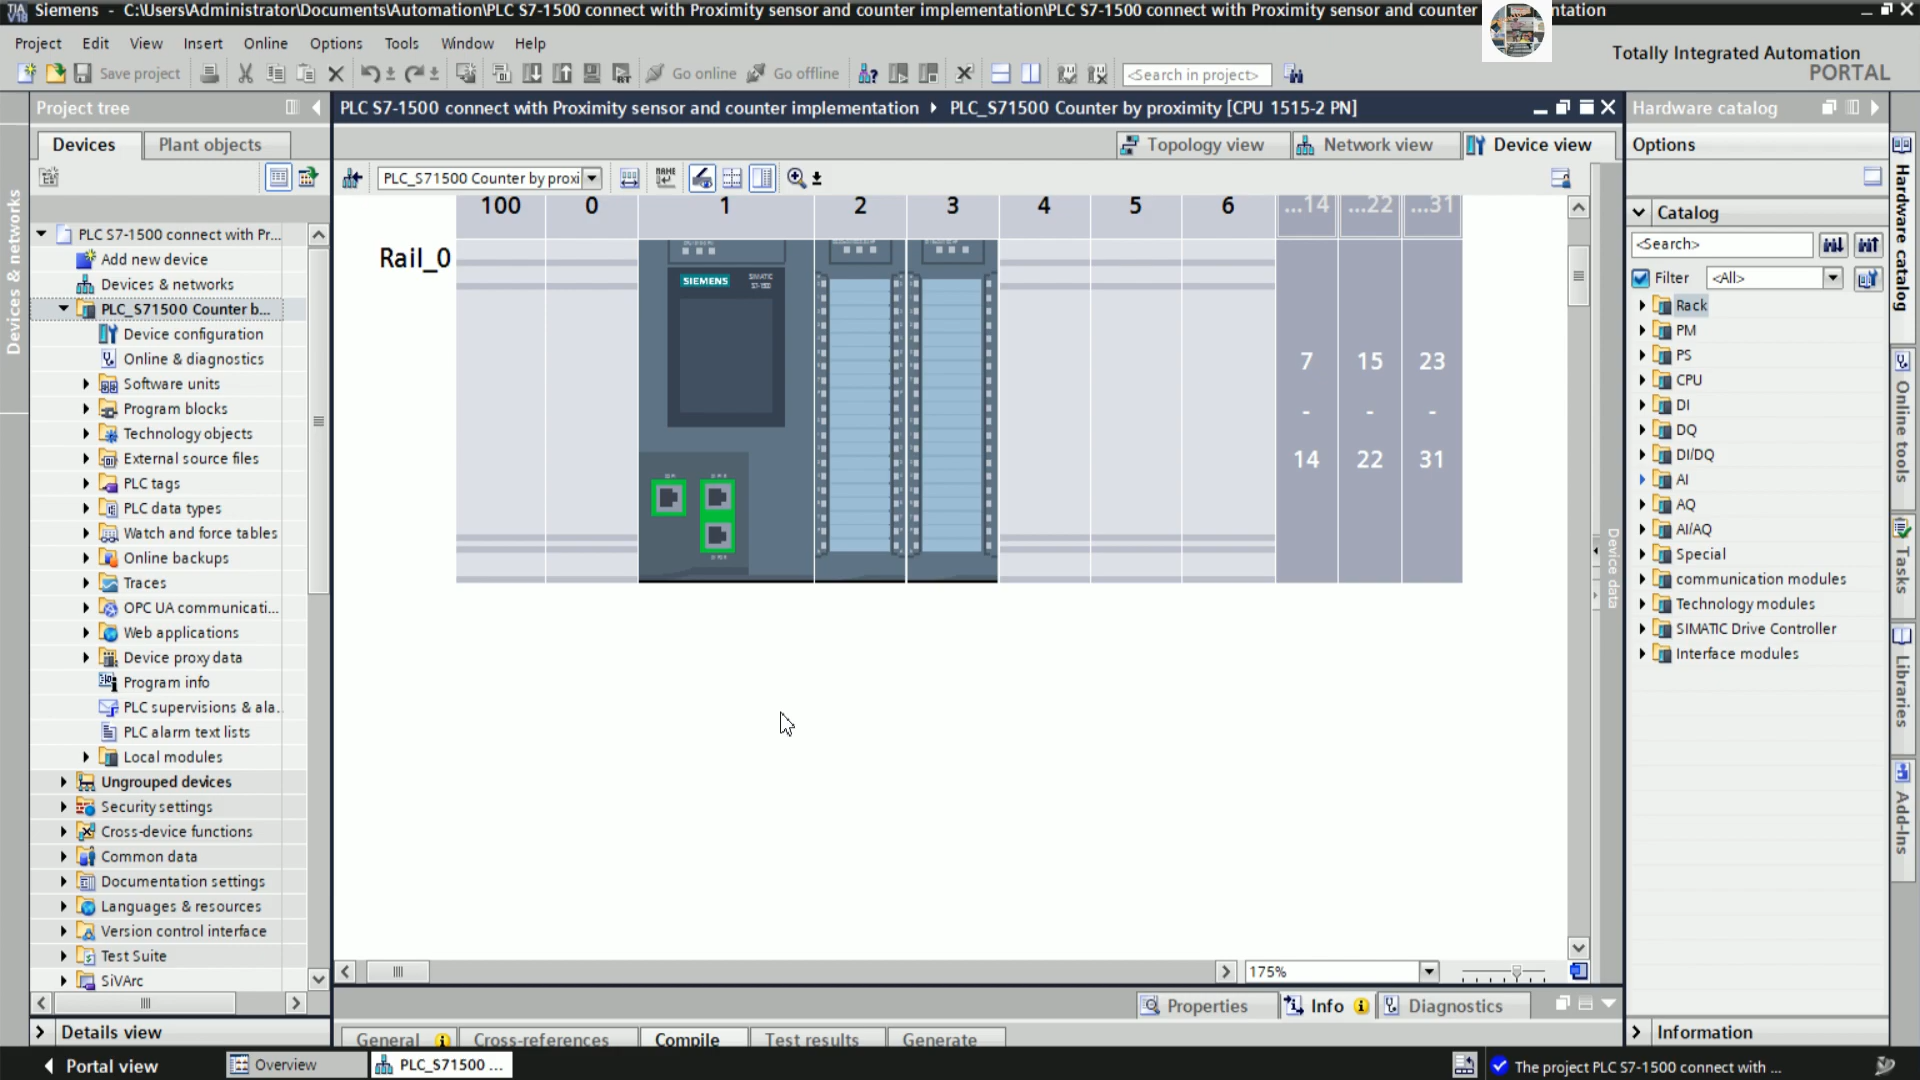 Siemens - C:\Users\Administrator\Documents\Automation\PLC S7-1500 connect with Proximity sensor and counter implementation\PLC S7-1500 connect with Proximity sensor and counter
Project Edit View Insert Online Options Tools Window Help
Totally Integrated Automation
PORTAL
Save project
Go online
Go offline
<Search in project>
Project tree
PLC S7-1500 connect with Proximity sensor and counter implementation
PLC_S71500 Counter by proximity [CPU 1515-2 PN]
Hardware catalog
Devices
Plant objects
Topology view
Network view
Device view
Options
PLC_S71500 Counter by proxi
Devices & networks
PLC S7-1500 connect with Pr...
Add new device
Devices & networks
PLC_S71500 Counter b...
Device configuration
Online & diagnostics
Software units
Program blocks
Technology objects
External source files
PLC tags
PLC data types
Watch and force tables
Online backups
Traces
OPC UA communicati...
Web applications
Device proxy data
Program info
PLC supervisions & ala.
PLC alarm text lists
Local modules
Ungrouped devices
Security settings
Cross-device functions
Common data
Documentation settings
Languages & resources
Version control interface
Test Suite
SiVArc
Details view
100 0 1 2 3 4 5 6 ...14 ...22 ...31
Rail_0
SIEMENS
SIMATIC
S7-1500
7 15 23
- - -
14 22 31
Device data
175%
Properties
Info
Diagnostics
General
Cross-references
Compile
Test results
Generate
Catalog
<Search>
Filter
<All>
Rack
PM
PS
CPU
DI
DQ
DI/DQ
AI
AQ
AI/AQ
Special
communication modules
Technology modules
SIMATIC Drive Controller
Interface modules
Information
Hardware catalog
Online tools
Tasks
Libraries
Add-Ins
Portal view
Overview
PLC_S71500 ...
The project PLC S7-1500 connect with ...